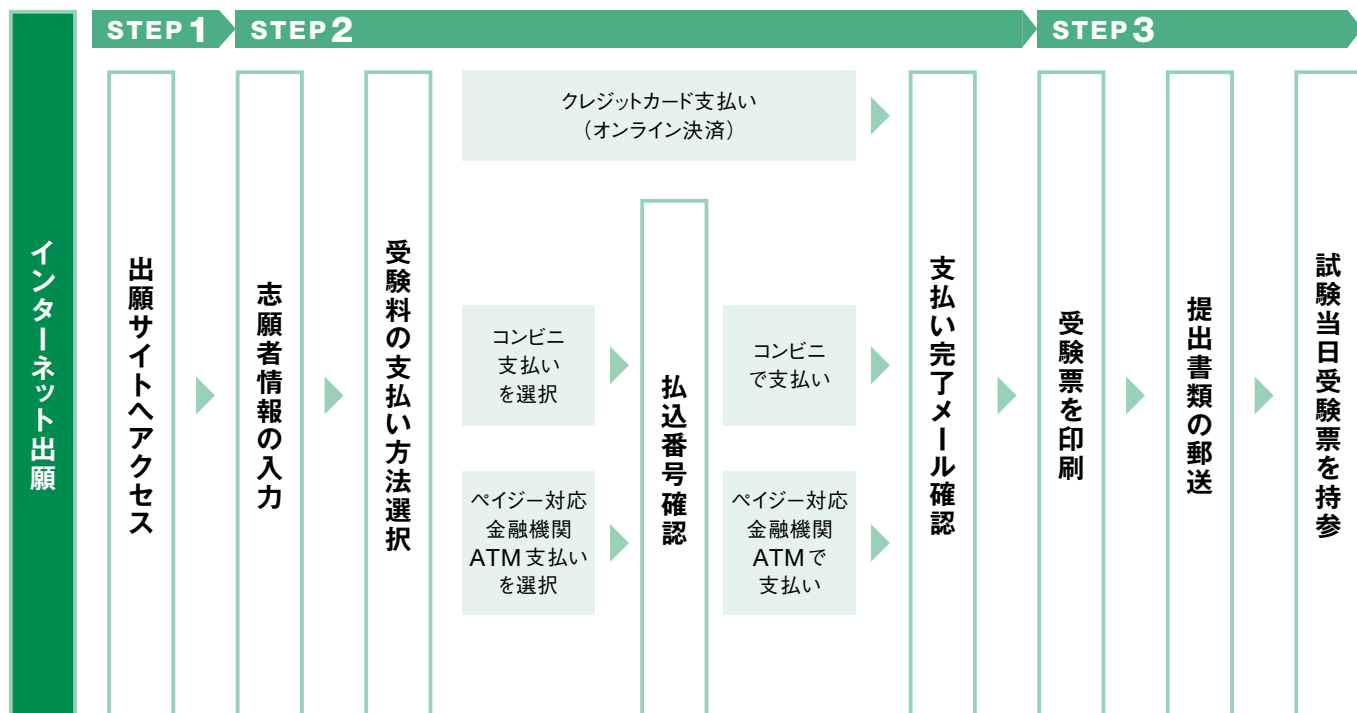 インターネット出願
STEP 1
STEP 2
STEP 3
出願サイトへアクセス
志願者情報の入力
受験料の支払い方法選択
クレジットカード支払い
（オンライン決済）
コンビニ
支払い
を選択
ペイジー対応
金融機関
ATM 支払い
を選択
払込番号確認
コンビニ
で支払い
ペイジー対応
金融機関
ATM で
支払い
支払い完了メール確認
受験票を印刷
提出書類の郵送
試験当日受験票を持参